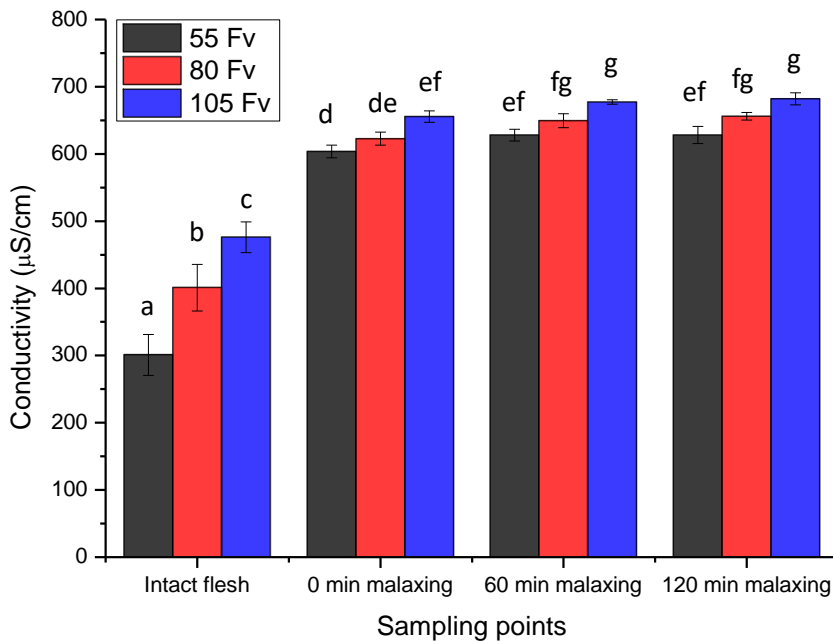 800
700
600
500
400
300
200
100
0
Conductivity (μS/cm)
55 Fv
80 Fv
105 Fv
a
b
c
d
de
ef
ef
fg
g
ef
fg
g
Intact flesh
0 min malaxing
60 min malaxing
120 min malaxing
Sampling points